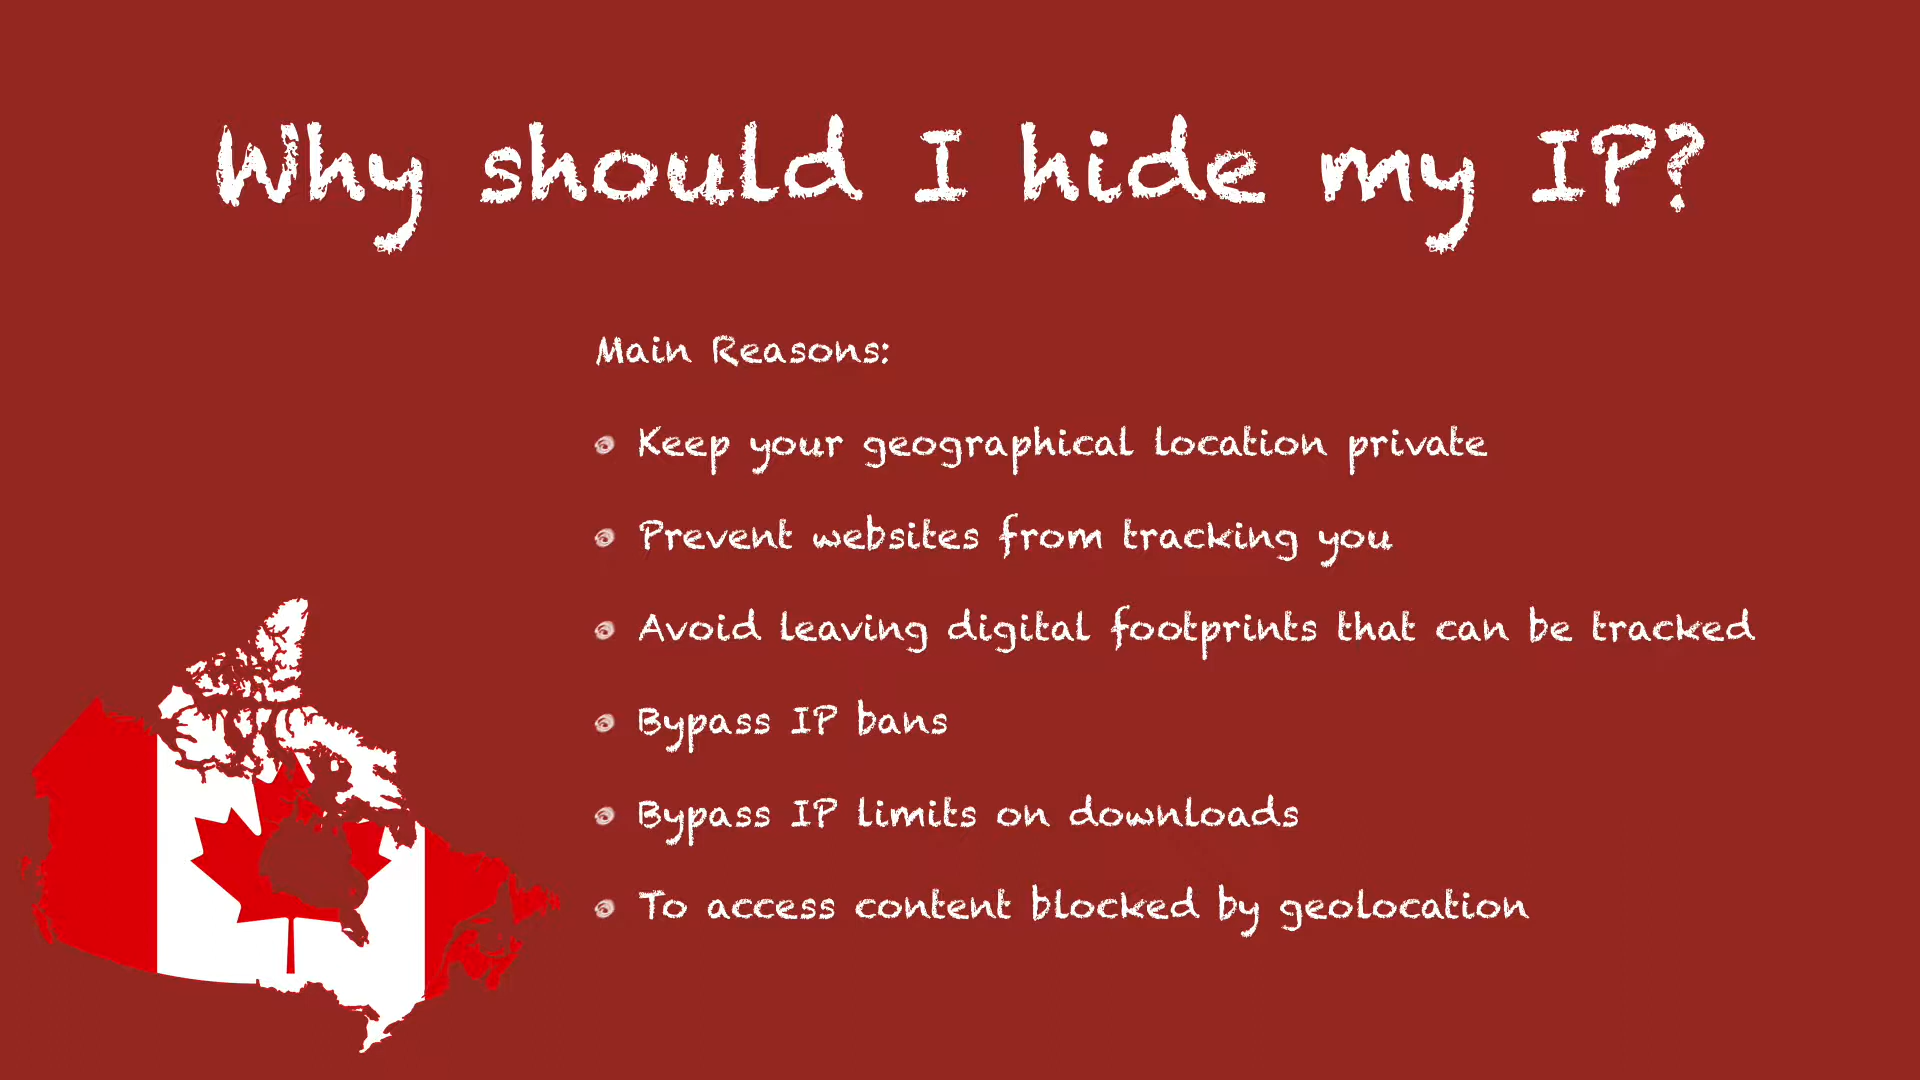 Why should I hide my IP?
Main Reasons:
Keep your geographical location private
Prevent websites from tracking you
Avoid leaving digital footprints that can be tracked
Bypass IP bans
Bypass IP limits on downloads
To access content blocked by geolocation